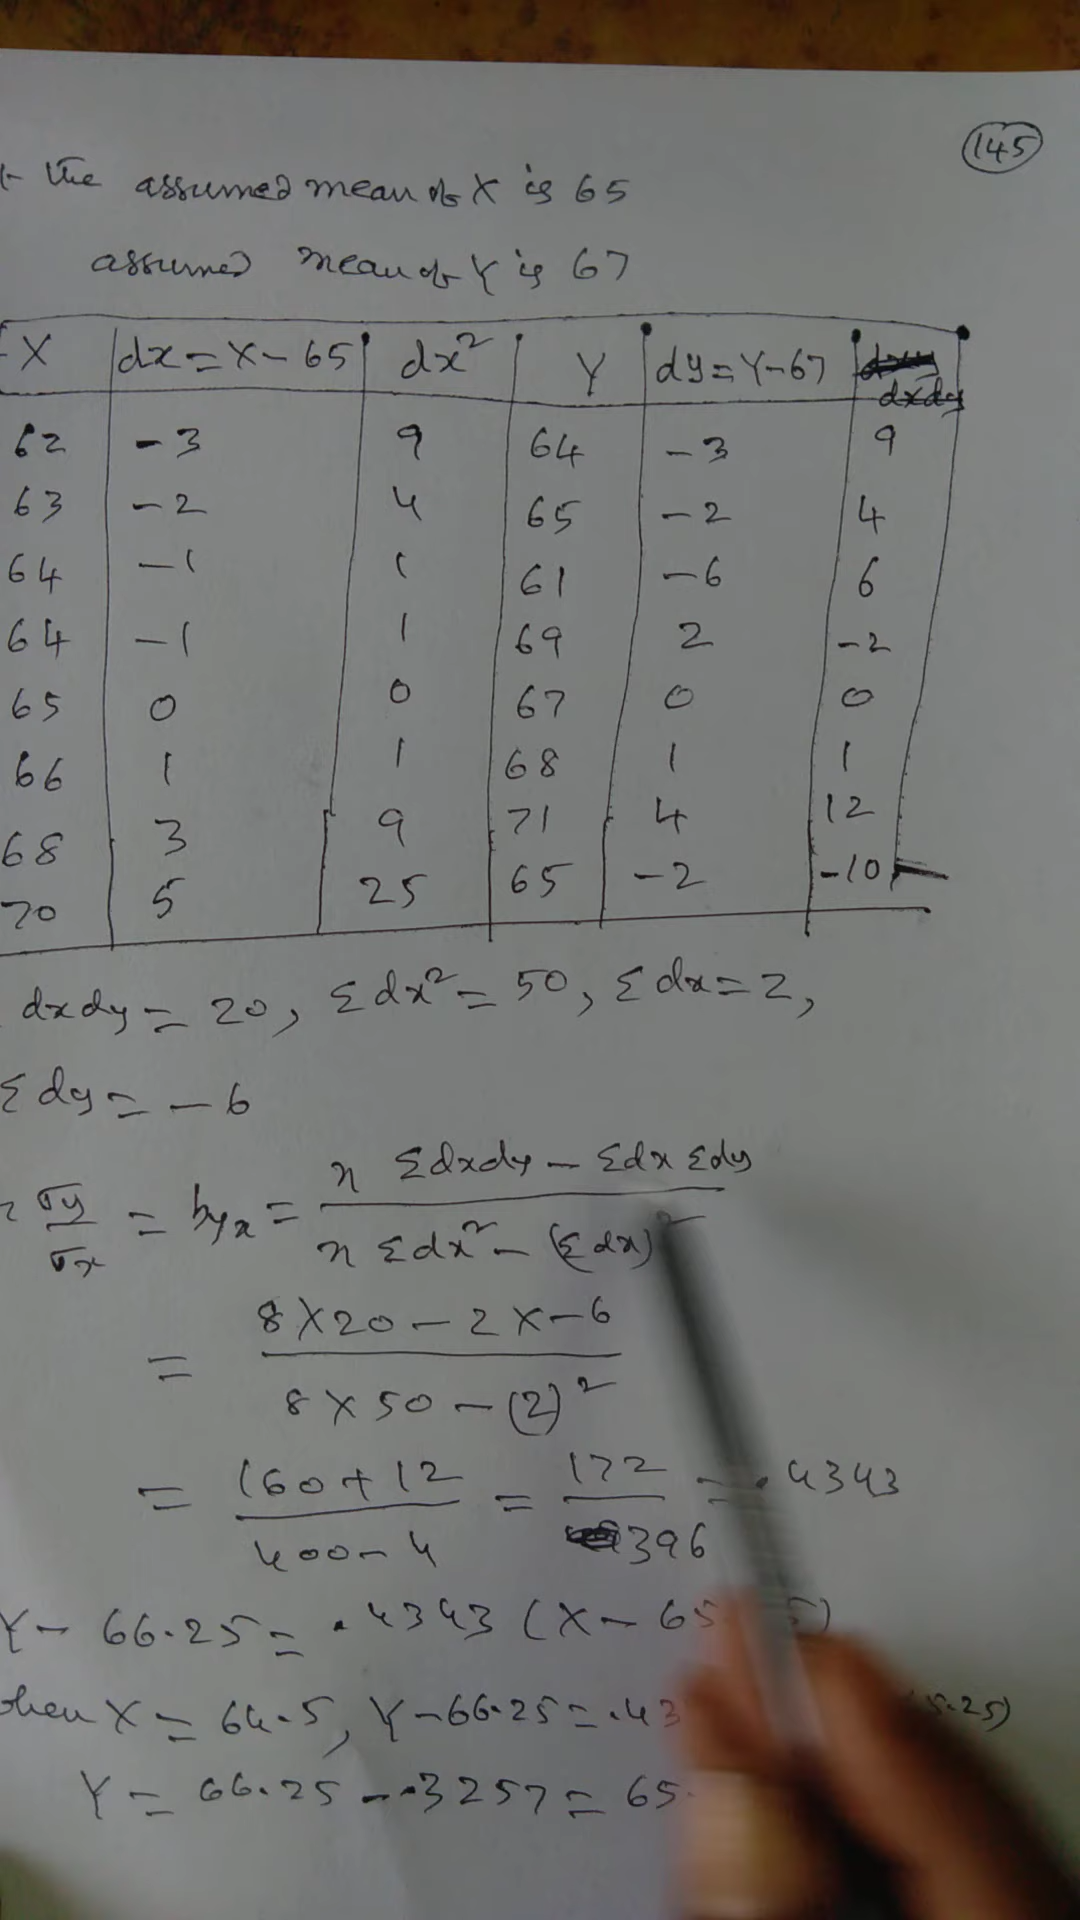 145
the assumed mean of X is 65
assumed mean of Y is 67
X dx = X - 65 dx² Y dy = Y - 67 dxdy
62 -3 9 64 -3 9
63 -2 4 65 -2 4
64 -1 1 61 -6 6
64 -1 1 69 2 -2
65 0 0 67 0 0
66 1 1 68 1 1
68 3 9 71 4 12
70 5 25 65 -2 -10
dxdy = 20, Σdx² = 50, Σdx = 2,
Σdy = -6
σy/σx = byx = n Σdxdy - Σdx Σdy / n Σdx² - (Σdx)²
= 8 X 20 - 2 X -6 / 8 X 50 - (2)²
= 160 + 12 / 400 - 4 = 172 / 396 = .4343
Y - 66.25 = .4343 (X - 65
when X = 64.5, Y - 66.25 = .43 .25)
Y = 66.25 - .3257 = 65.